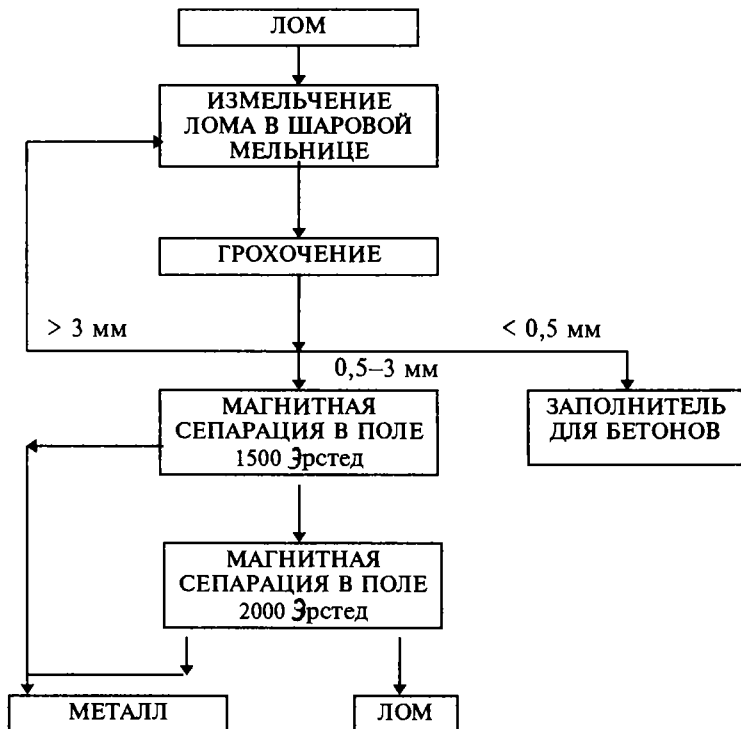 ЛОМ
ИЗМЕЛЬЧЕНИЕ
ЛОМА В ШАРОВОЙ
МЕЛЬНИЦЕ
ГРОХОЧЕНИЕ
> 3 мм
< 0,5 мм
0,5–3 мм
МАГНИТНАЯ
СЕПАРАЦИЯ В ПОЛЕ
1500 Эрстед
ЗАПОЛНИТЕЛЬ
ДЛЯ БЕТОНОВ
МАГНИТНАЯ
СЕПАРАЦИЯ В ПОЛЕ
2000 Эрстед
МЕТАЛЛ
ЛОМ